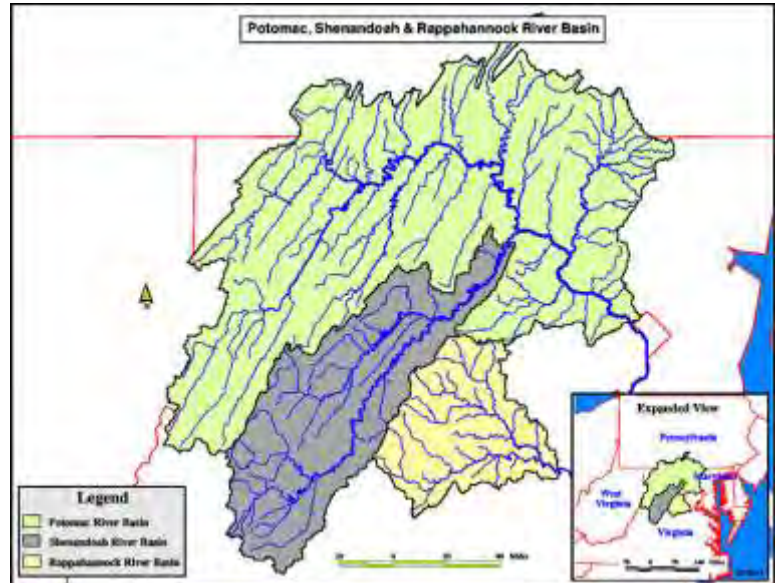 Potomac, Shenandoah & Rappahannock River Basin
Expanded View
Pennsylvania
Maryland
West
Virginia
Virginia
Legend
Potomac River Basin
Shenandoah River Basin
Rappahannock River Basin
Miles